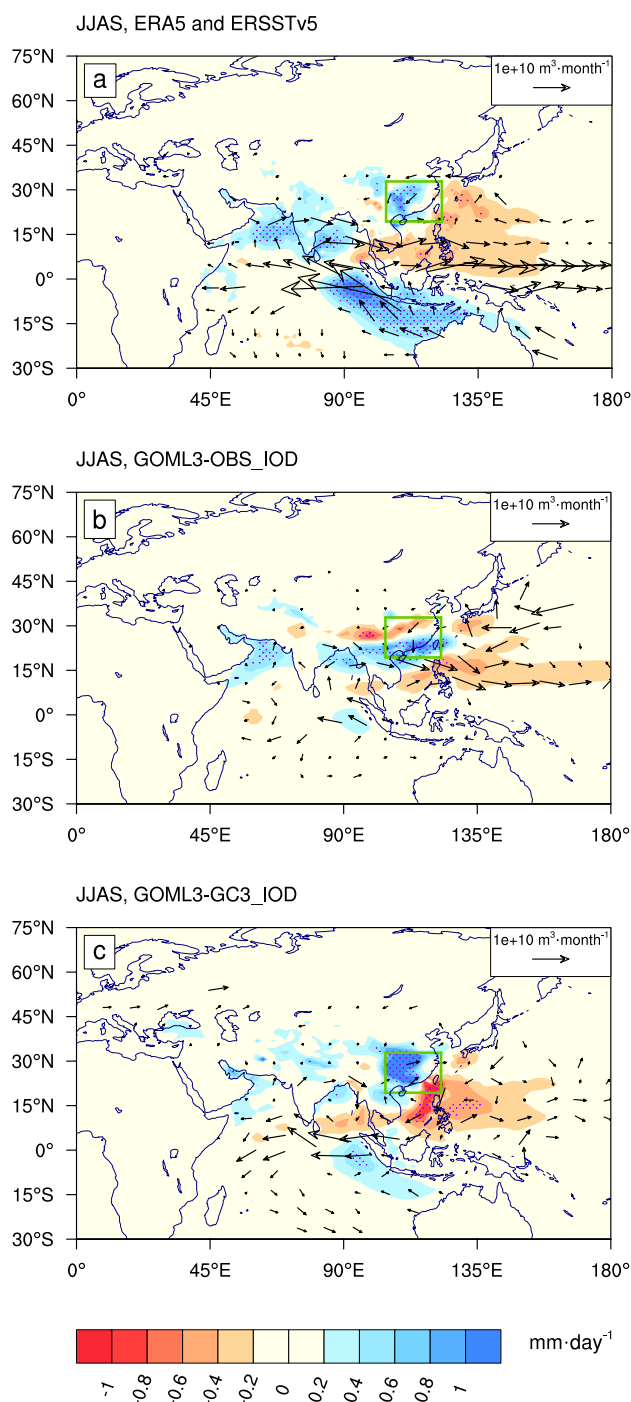 JJAS, ERA5 and ERSSTv5
75°N
a
1e+10 m³·month⁻¹
60°N
45°N
30°N
15°N
0°
15°S
30°S
0° 45°E 90°E 135°E 180°
JJAS, GOML3-OBS_IOD
75°N
b
1e+10 m³·month⁻¹
60°N
45°N
30°N
15°N
0°
15°S
30°S
0° 45°E 90°E 135°E 180°
JJAS, GOML3-GC3_IOD
75°N
c
1e+10 m³·month⁻¹
60°N
45°N
30°N
15°N
0°
15°S
30°S
0° 45°E 90°E 135°E 180°
mm·day⁻¹
-1 -0.8 -0.6 -0.4 -0.2 0 0.2 0.4 0.6 0.8 1